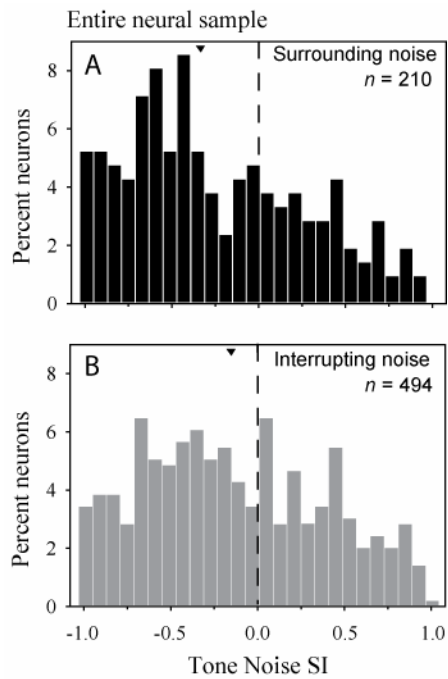 Entire neural sample
A
Surrounding noise
n = 210
Percent neurons
8
6
4
2
0
B
Interrupting noise
n = 494
Percent neurons
8
6
4
2
0
-1.0 -0.5 0.0 0.5 1.0
Tone Noise SI